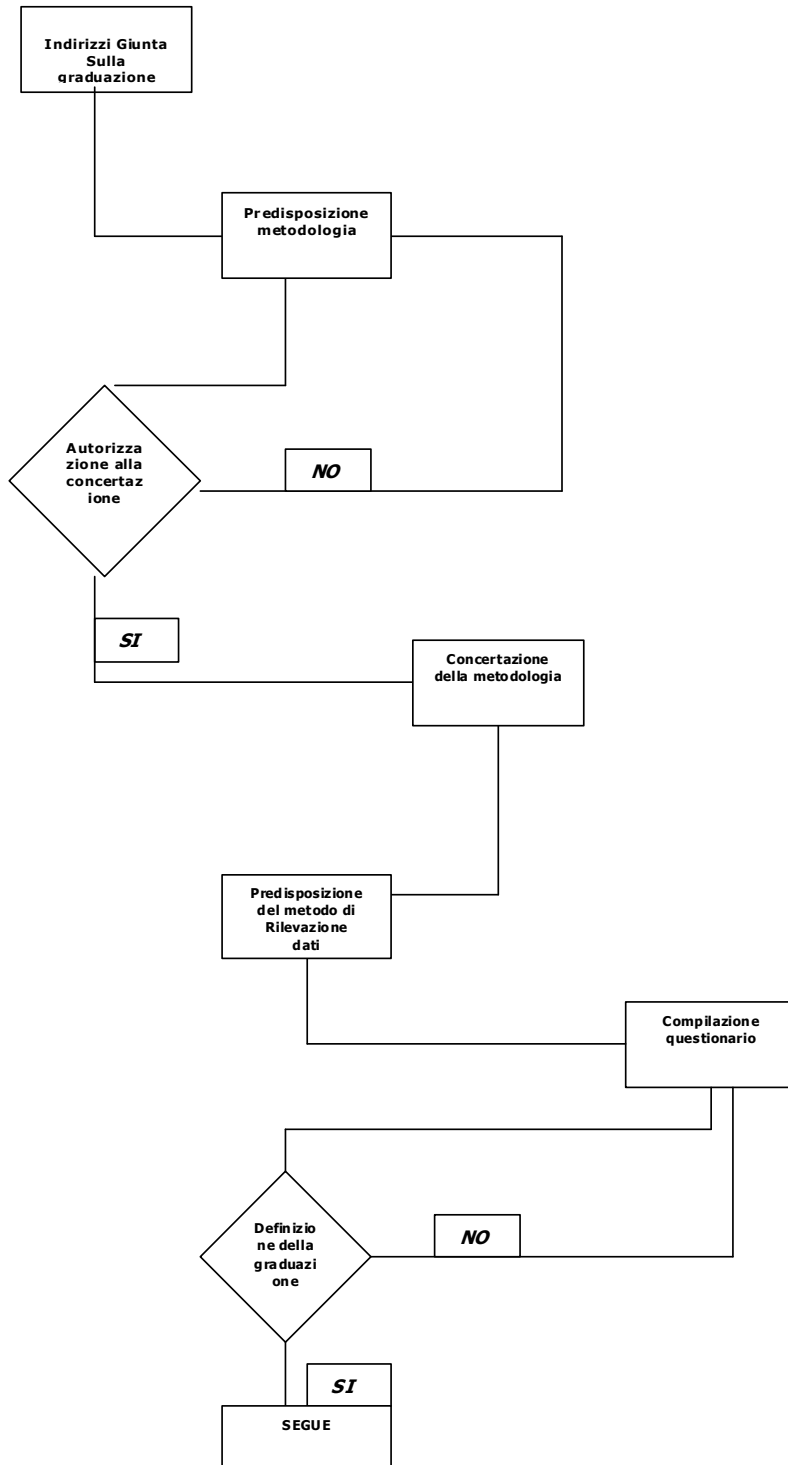 Indirizzi Giunta
Sulla
graduazione
Predisposizione
metodologia
Autorizza
zione alla
concertaz
ione
NO
SI
Concertazione
della metodologia
Predisposizione
del metodo di
Rilevazione
dati
Compilazione
questionario
Definizio
ne della
graduazi
one
NO
SI
SEGUE